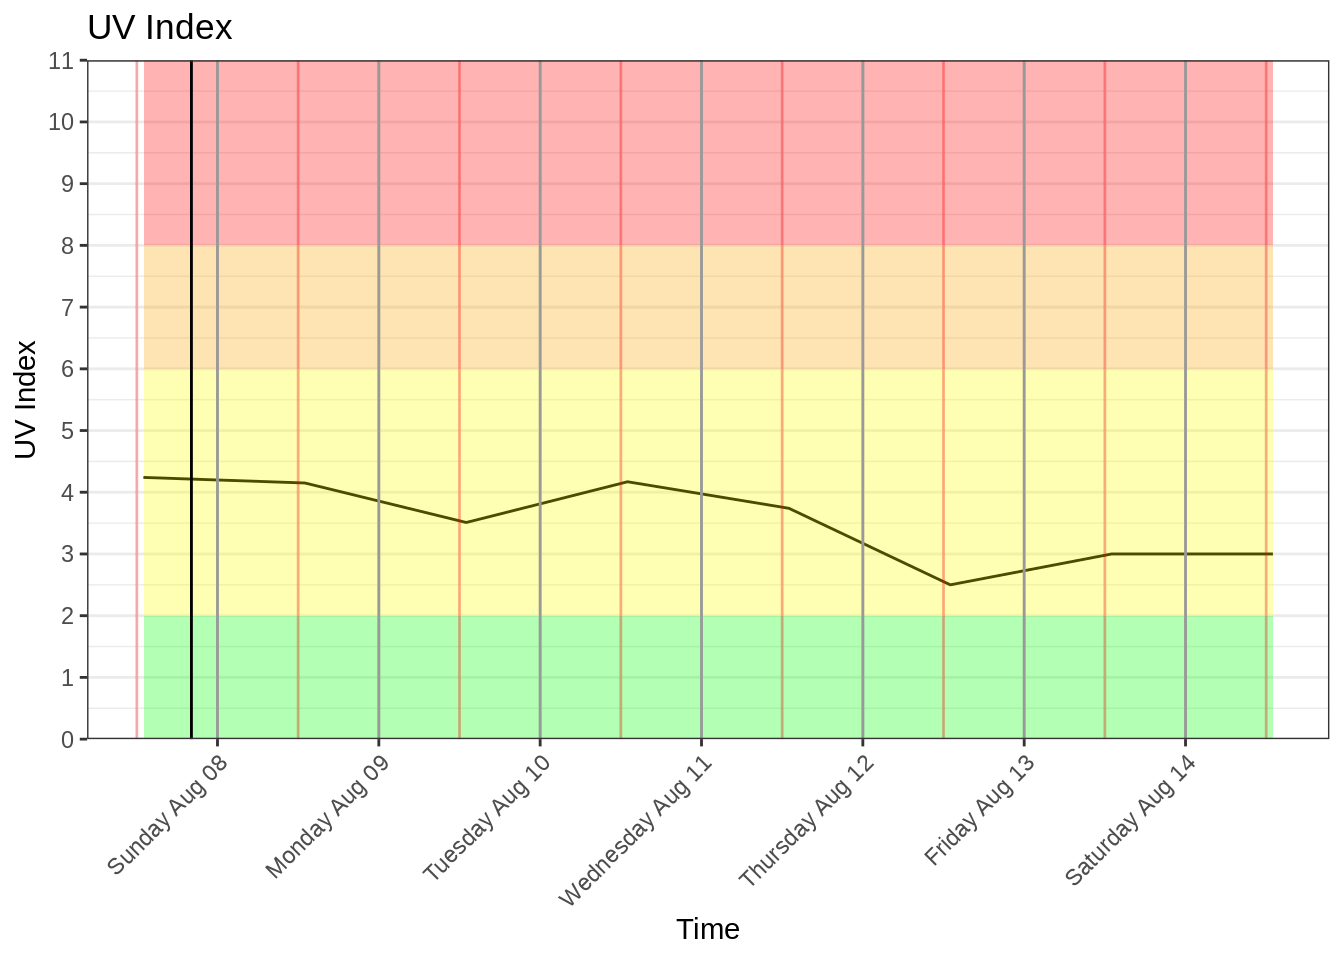 UV Index
11
10
9
8
7
6
5
4
3
2
1
0
UV Index
Sunday Aug 08
Monday Aug 09
Tuesday Aug 10
Wednesday Aug 11
Thursday Aug 12
Friday Aug 13
Saturday Aug 14
Time